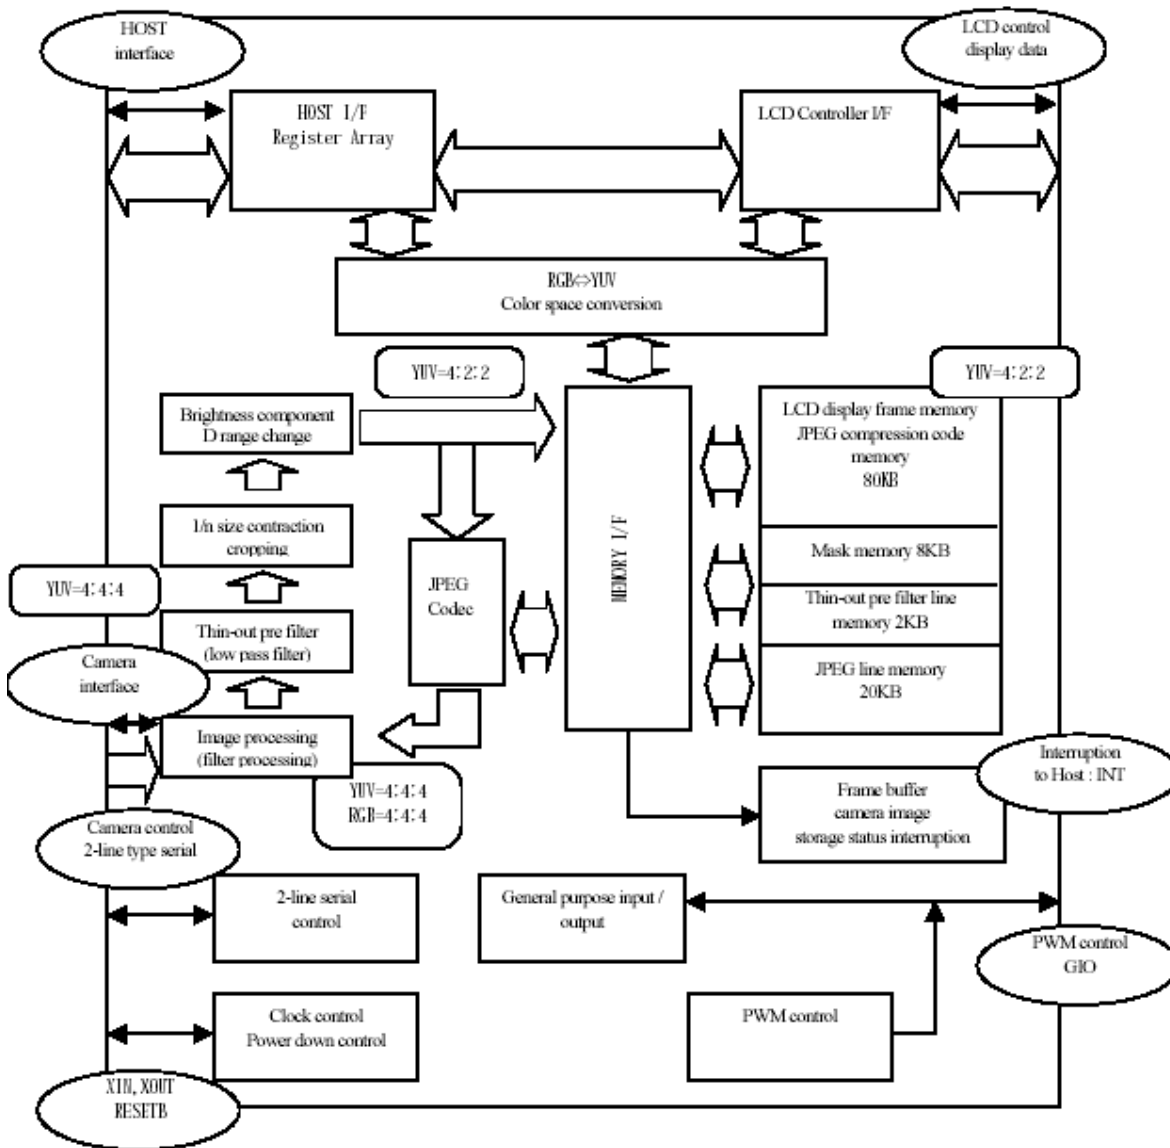 HOST
interface
LCD control
display data
HOST I/F
Register Array
LCD Controller I/F
RGB⇔YUV
Color space conversion
YUV=4:2:2
YUV=4:2:2
Brightness component
D range change
LCD display frame memory
JPEG compression code
memory
80KB
1/n size contraction
cropping
MEMORY I/F
Mask memory 8KB
YUV=4:4:4
JPEG
Codec
Thin-out pre filter line
memory 2KB
Thin-out pre filter
(low pass filter)
Camera
interface
JPEG line memory
20KB
Image processing
(filter processing)
Interruption
to Host : INT
YUV=4:4:4
RGB=4:4:4
Frame buffer
camera image
storage status interruption
Camera control
2-line type serial
2-line serial
control
General purpose input /
output
PWM control
GIO
Clock control
Power down control
PWM control
XIN, XOUT
RESETB